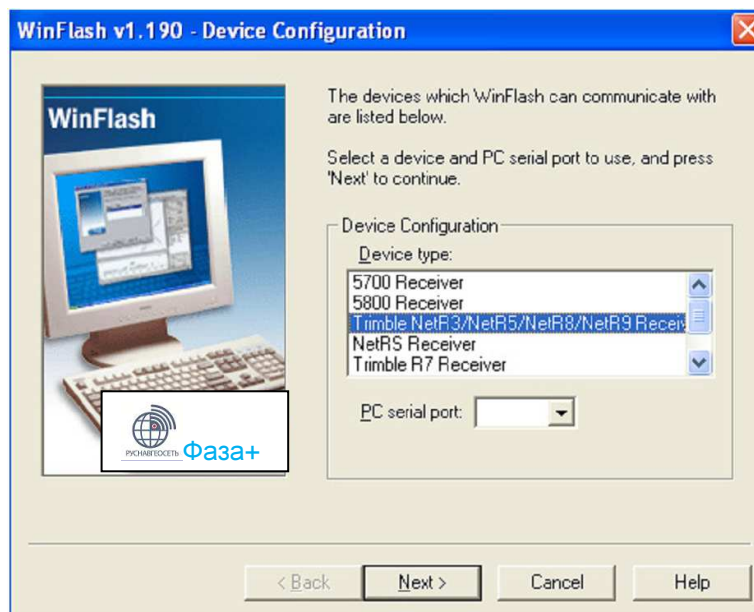 WinFlash v1.190 - Device Configuration
WinFlash
The devices which WinFlash can communicate with
are listed below.
Select a device and PC serial port to use, and press
'Next' to continue.
Device Configuration
Device type:
5700 Receiver
5800 Receiver
Trimble NetR3/NetR5/NetR8/NetR9 Receiv
NetRS Receiver
Trimble R7 Receiver
PC serial port:
РУСНАВГЕОСЕТЬ Фаза+
< Back
Next >
Cancel
Help